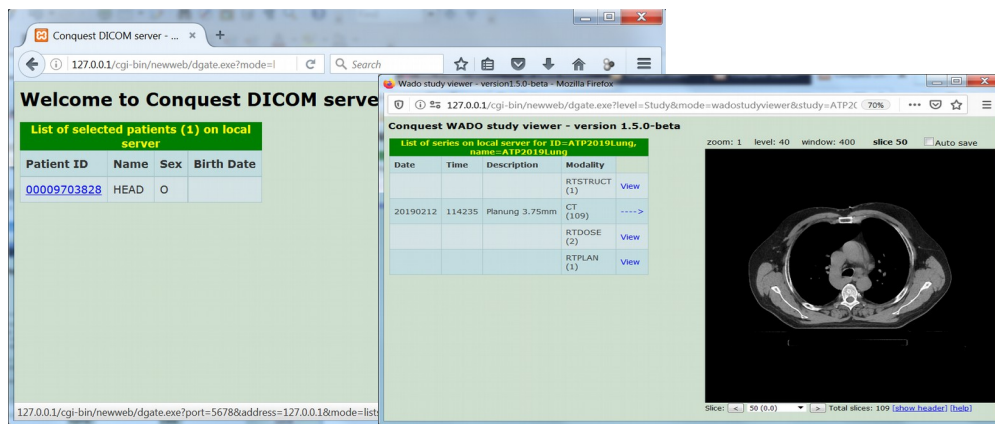 Conquest DICOM server - ... × +
127.0.0.1/cgi-bin/newweb/dgate.exe?mode=l
Search
Welcome to Conquest DICOM serve
List of selected patients (1) on local
server
Patient ID Name Sex Birth Date
00009703828 HEAD O
127.0.0.1/cgi-bin/newweb/dgate.exe?port=5678&address=127.0.0.1&mode=lists
Wado study viewer - version1.5.0-beta - Mozilla Firefox
127.0.0.1/cgi-bin/newweb/dgate.exe?level=Study&mode=wadostudyviewer&study=ATP2( 70%
Conquest WADO study viewer - version 1.5.0-beta
List of series on local server for ID=ATP2019Lung,
name=ATP2019Lung
Date Time Description Modality
RTSTRUCT
(1) View
20190212 114235 Planung 3.75mm CT
(109) ---->
RTDOSE
(2) View
RTPLAN
(1) View
zoom: 1 level: 40 window: 400 slice 50 Auto save
Slice: < 50 (0.0) > Total slices: 109 [show header] [help]